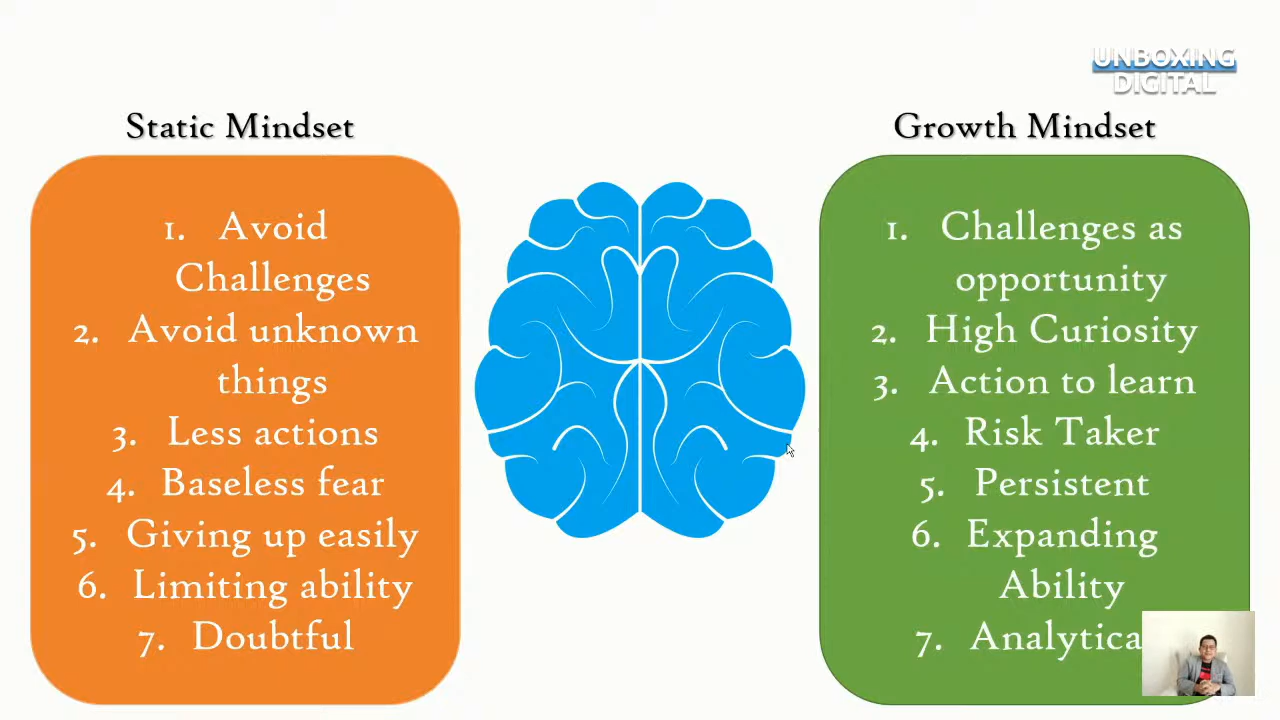 UNBOXING
DIGITAL
Static Mindset
1. Avoid
Challenges
2. Avoid unknown
things
3. Less actions
4. Baseless fear
5. Giving up easily
6. Limiting ability
7. Doubtful
Growth Mindset
1. Challenges as
opportunity
2. High Curiosity
3. Action to learn
4. Risk Taker
5. Persistent
6. Expanding
Ability
7.